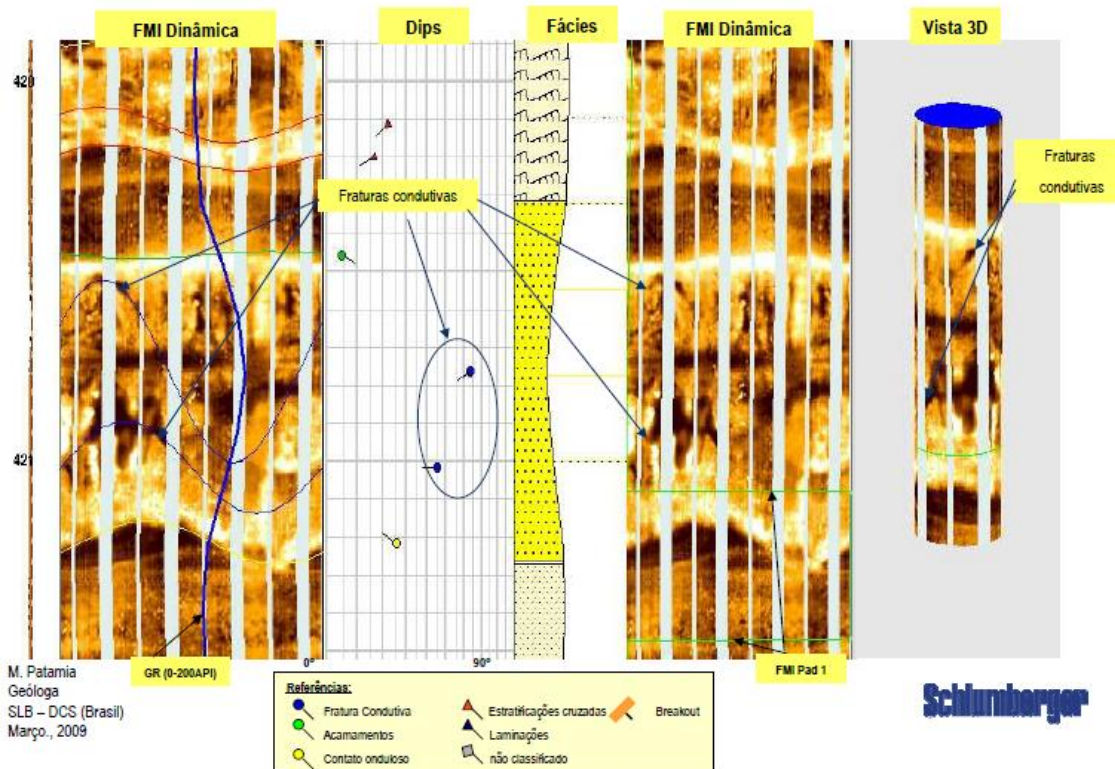 FMI Dinâmica
Dips
Fácies
FMI Dinâmica
Vista 3D
420
421
Fraturas condutivas
Fraturas
condutivas
GR (0-200API)
0°
90°
FMI Pad 1
M. Patamia
Geóloga
SLB – DCS (Brasil)
Março., 2009
Referências:
Fratura Condutiva
Acamamentos
Contato onduloso
Estratificações cruzadas
Laminações
não classificado
Breakout
Schlumberger